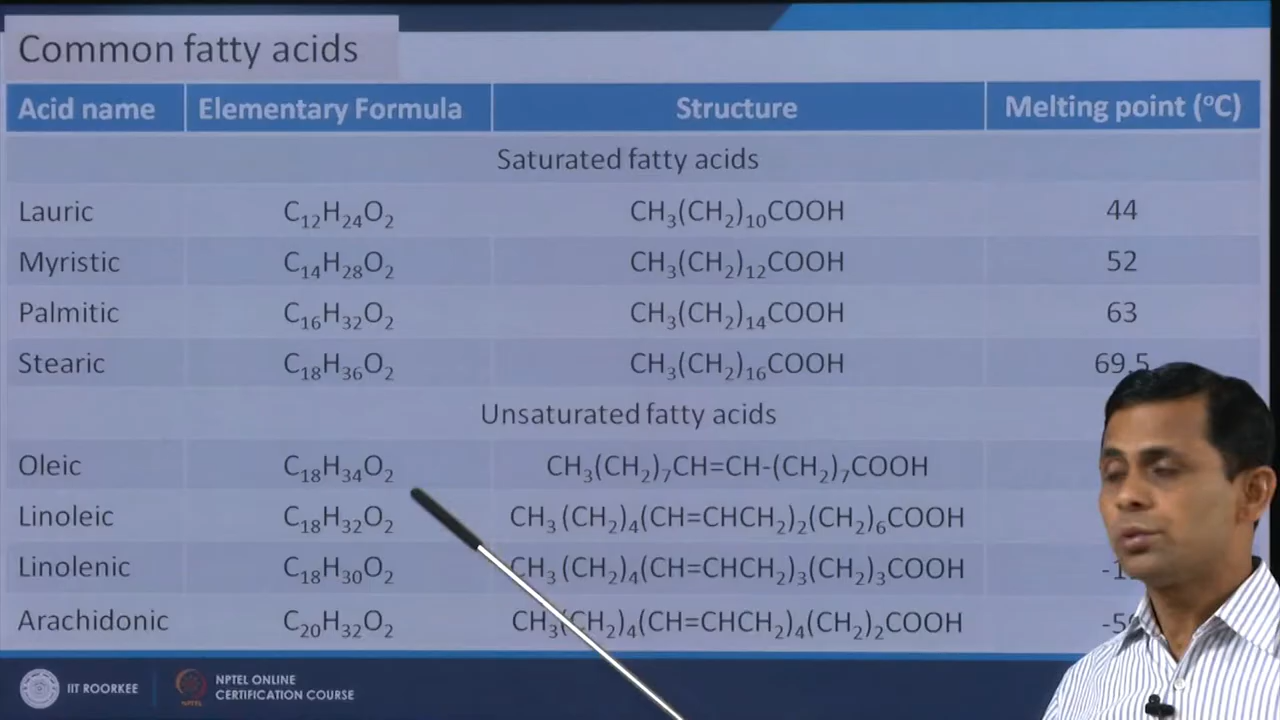 Common fatty acids
Acid name Elementary Formula Structure Melting point (°C)
Saturated fatty acids
Lauric C₁₂H₂₄O₂ CH₃(CH₂)₁₀COOH 44
Myristic C₁₄H₂₈O₂ CH₃(CH₂)₁₂COOH 52
Palmitic C₁₆H₃₂O₂ CH₃(CH₂)₁₄COOH 63
Stearic C₁₈H₃₆O₂ CH₃(CH₂)₁₆COOH 69.5
Unsaturated fatty acids
Oleic C₁₈H₃₄O₂ CH₃(CH₂)₇CH=CH-(CH₂)₇COOH
Linoleic C₁₈H₃₂O₂ CH₃(CH₂)₄(CH=CHCH₂)₂(CH₂)₆COOH
Linolenic C₁₈H₃₀O₂ CH₃(CH₂)₄(CH=CHCH₂)₃(CH₂)₃COOH
Arachidonic C₂₀H₃₂O₂ CH₃(CH₂)₄(CH=CHCH₂)₄(CH₂)₂COOH
IIT ROORKEE
NPTEL ONLINE
CERTIFICATION COURSE